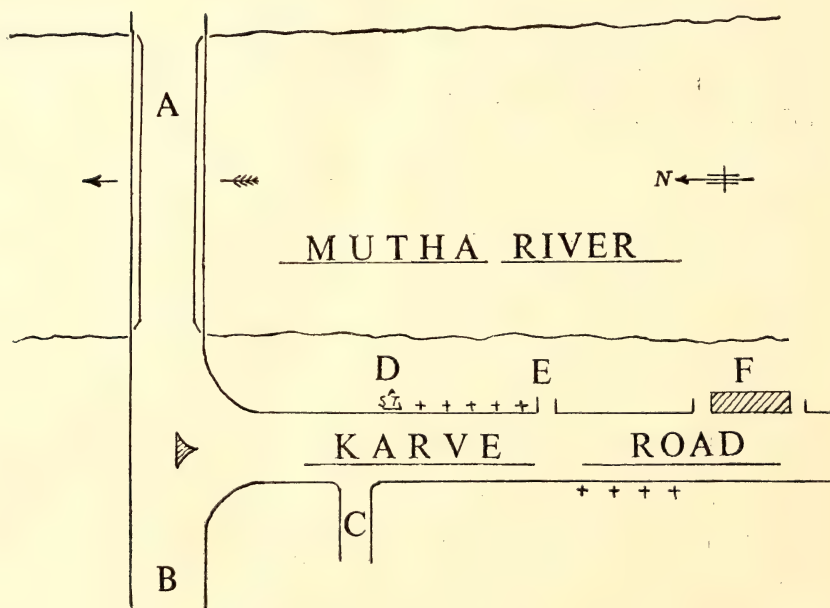 A
N
MUTHA RIVER
D E F
S.T.
KARVE ROAD
C
B